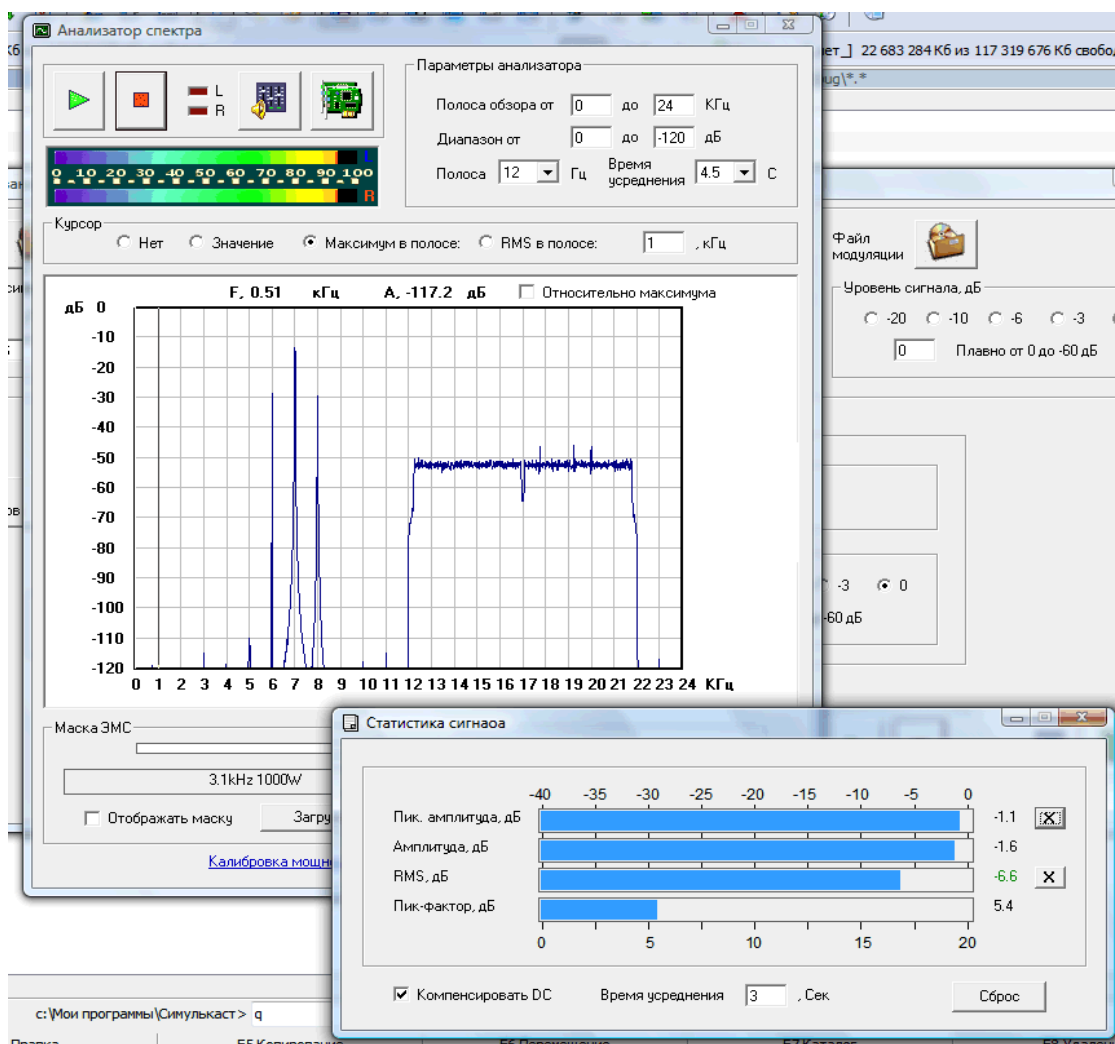 Анализатор спектра
ет_] 22 683 284 Кб из 117 319 676 Кб свобод
ug\*.*
L
R
Параметры анализатора
Полоса обзора от 0 до 24 КГц
Диапазон от 0 до -120 дБ
Полоса 12 Гц Время усреднения 4.5 С
L
0 10 20 30 40 50 60 70 80 90 100
R
Курсор
Нет Значение Максимум в полосе: RMS в полосе: 1 , кГц
Файл
модуляции
Уровень сигнала, дБ
-20 -10 -6 -3
0 Плавно от 0 до -60 дБ
F, 0.51 кГц A, -117.2 дБ Относительно максимума
дБ 0
-10
-20
-30
-40
-50
-60
-70
-80
-90
-100
-110
-120
0 1 2 3 4 5 6 7 8 9 10 11 12 13 14 15 16 17 18 19 20 21 22 23 24 КГц
-3 0
-60 дБ
Маска ЗМС
3.1kHz 1000W
Отображать маску Загру
Калибровка мощно
Статистика сигнаоа
-40 -35 -30 -25 -20 -15 -10 -5 0
Пик. амплитуда, дБ -1.1 X
Амплитуда, дБ -1.6
RMS, дБ -6.6 X
Пик-фактор, дБ 5.4
0 5 10 15 20
Компенсировать DC Время усреднения 3 , Сек Сброс
c:\Мои программы\Симулькаст> q